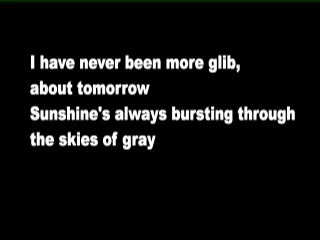 I have never been more glib,
about tomorrow
Sunshine's always bursting through
the skies of gray